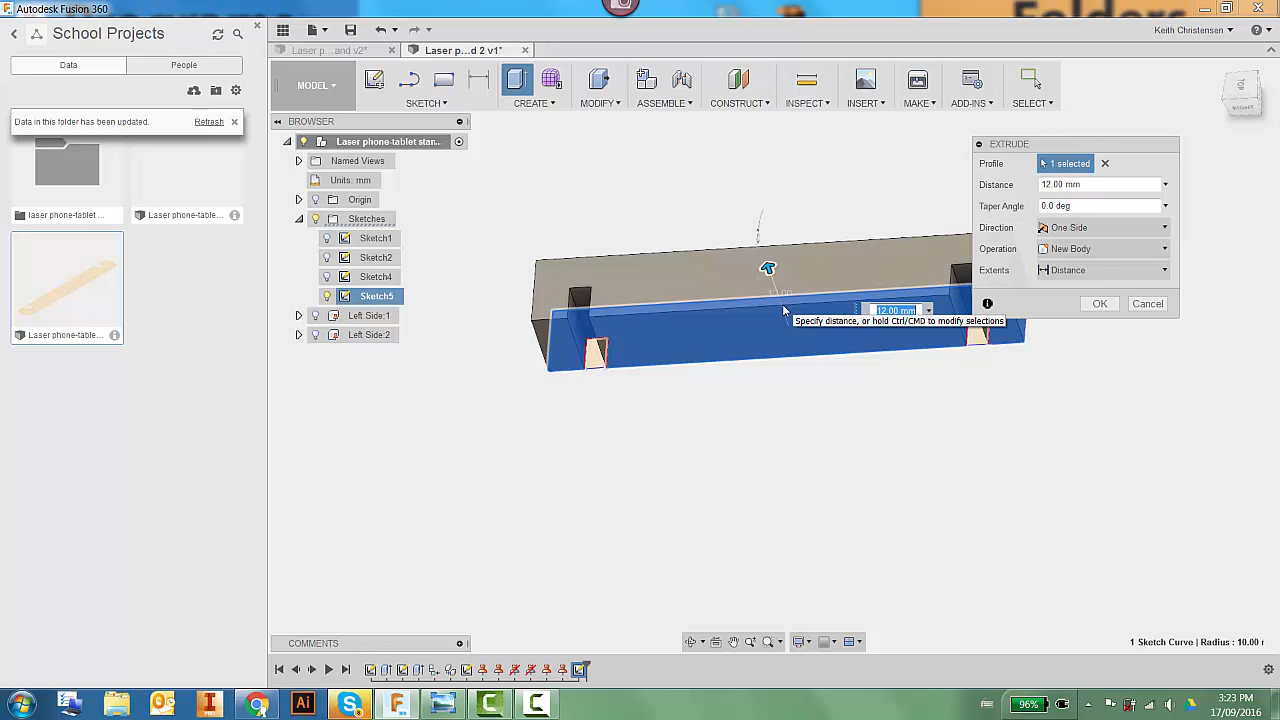 Autodesk Fusion 360
School Projects
Data
People
Data in this folder has been updated.
Refresh
laser phone-tablet ...
Laser phone-table...
Laser phone-table...
Laser p...and v2*
Laser p...d 2 v1*
Keith Christensen
MODEL
SKETCH
CREATE
MODIFY
ASSEMBLE
CONSTRUCT
INSPECT
INSERT
MAKE
ADD-INS
SELECT
RIGHT
BROWSER
Laser phone-tablet stan...
Named Views
Units: mm
Origin
Sketches
Sketch1
Sketch2
Sketch4
Sketch5
Left Side:1
Left Side:2
EXTRUDE
Profile
1 selected
Distance
12.00 mm
Taper Angle
0.0 deg
Direction
One Side
Operation
New Body
Extents
Distance
OK
Cancel
12.00
12.00 mm
Specify distance, or hold Ctrl/CMD to modify selections
COMMENTS
1 Sketch Curve | Radius : 10.00
96%
3:23 PM
17/09/2016